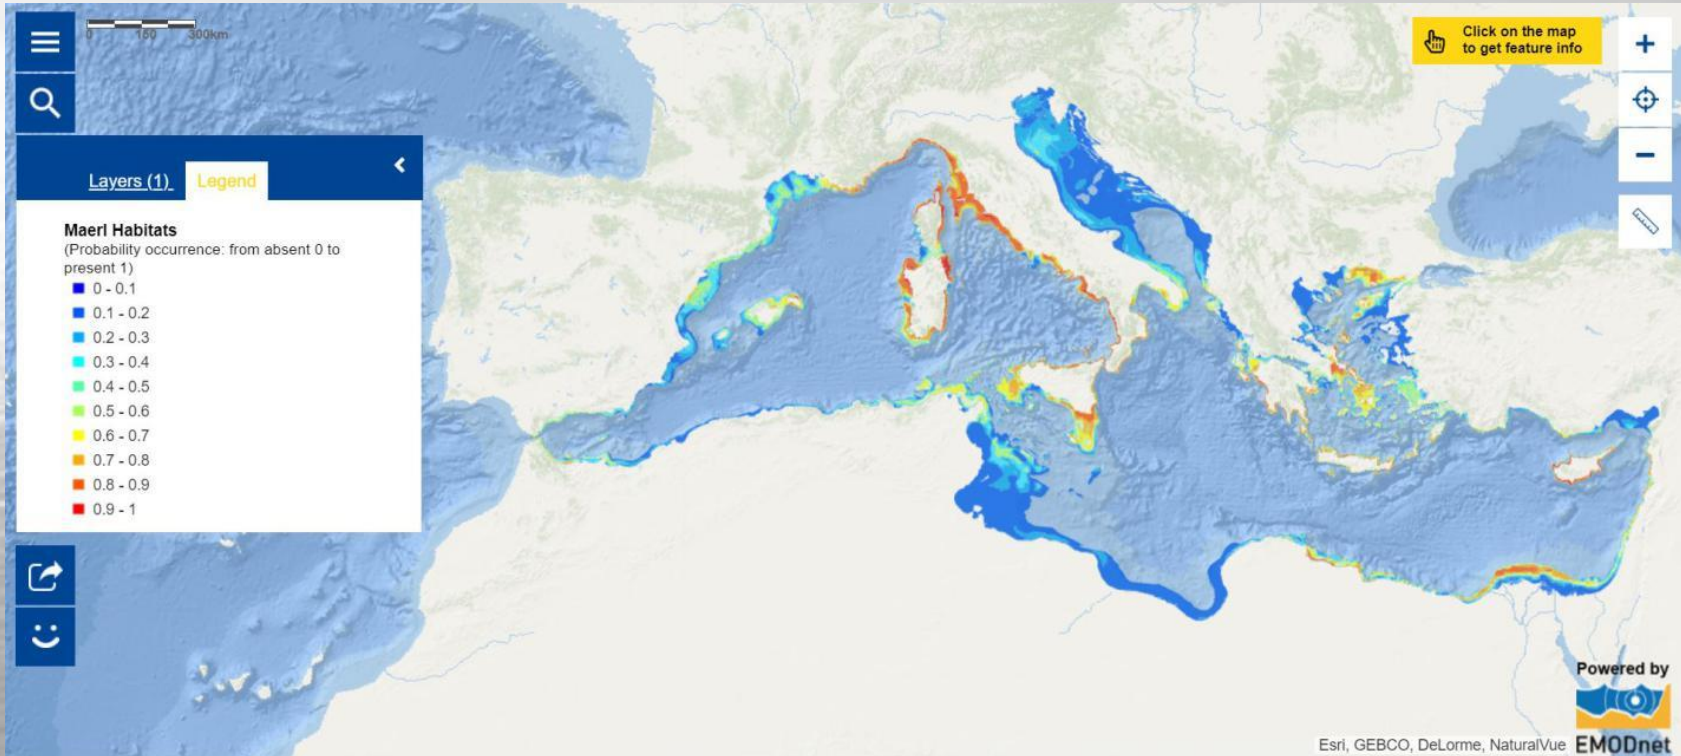 0 150 300km
Click on the map
to get feature info
Layers (1) Legend
Maerl Habitats
(Probability occurrence: from absent 0 to
present 1)
0 - 0.1
0.1 - 0.2
0.2 - 0.3
0.3 - 0.4
0.4 - 0.5
0.5 - 0.6
0.6 - 0.7
0.7 - 0.8
0.8 - 0.9
0.9 - 1
Powered by
EMODnet
Esri, GEBCO, DeLorme, NaturalVue